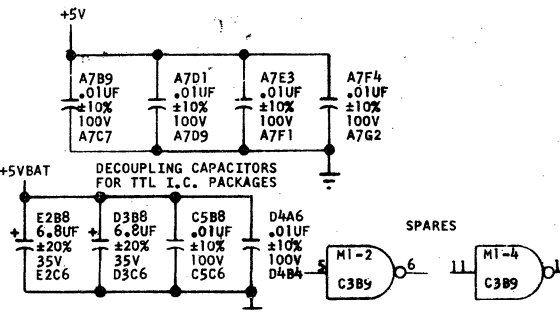 +5V
A7B9
.01UF
±10%
100V
A7C7
A7D1
.01UF
±10%
100V
A7D9
A7E3
.01UF
±10%
100V
A7F1
A7F4
.01UF
±10%
100V
A7G2
+5VBAT
DECOUPLING CAPACITORS
FOR TTL I.C. PACKAGES
+
E2B8
6.8UF
±20%
35V
E2C6
+
D3B8
6.8UF
±20%
35V
D3C6
C5B8
.01UF
±10%
100V
C5C6
D4A6
.01UF
±10%
100V
D4B4
SPARES
5
M1-2
C3B9
6
11
M1-4
C3B9